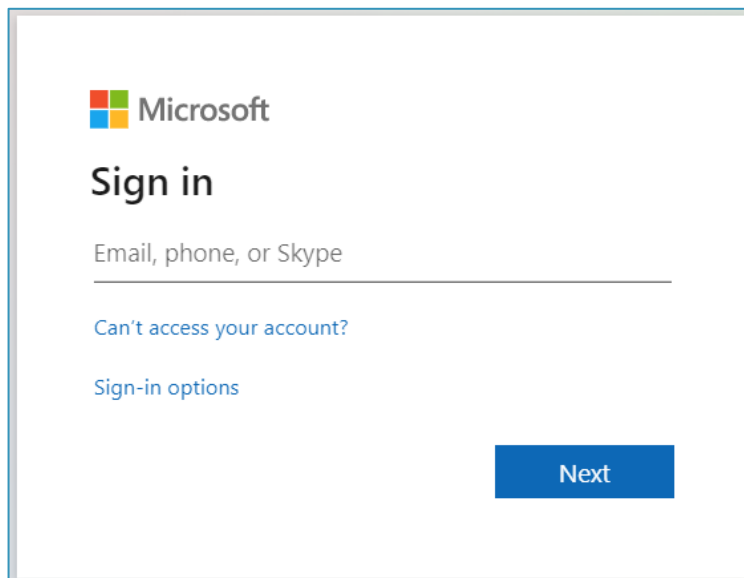 Microsoft
Sign in
Email, phone, or Skype
Can't access your account?
Sign-in options
Next